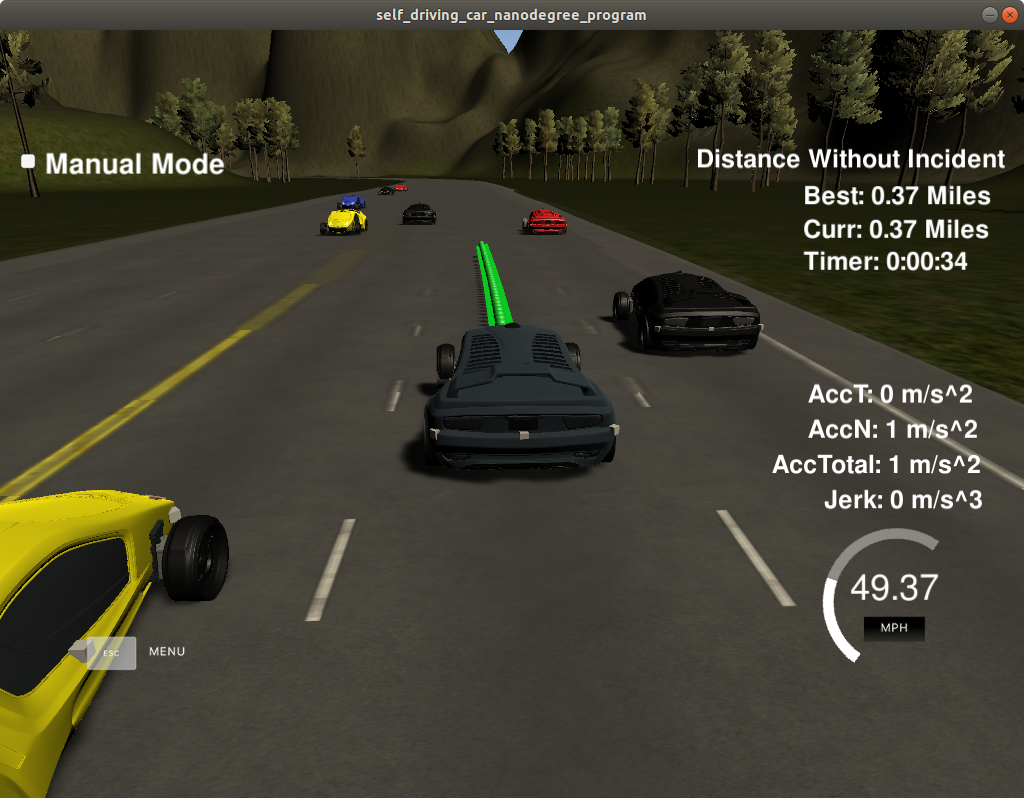 self_driving_car_nanodegree_program
Manual Mode
Distance Without Incident
Best: 0.37 Miles
Curr: 0.37 Miles
Timer: 0:00:34
AccT: 0 m/s^2
AccN: 1 m/s^2
AccTotal: 1 m/s^2
Jerk: 0 m/s^3
49.37
MPH
ESC MENU